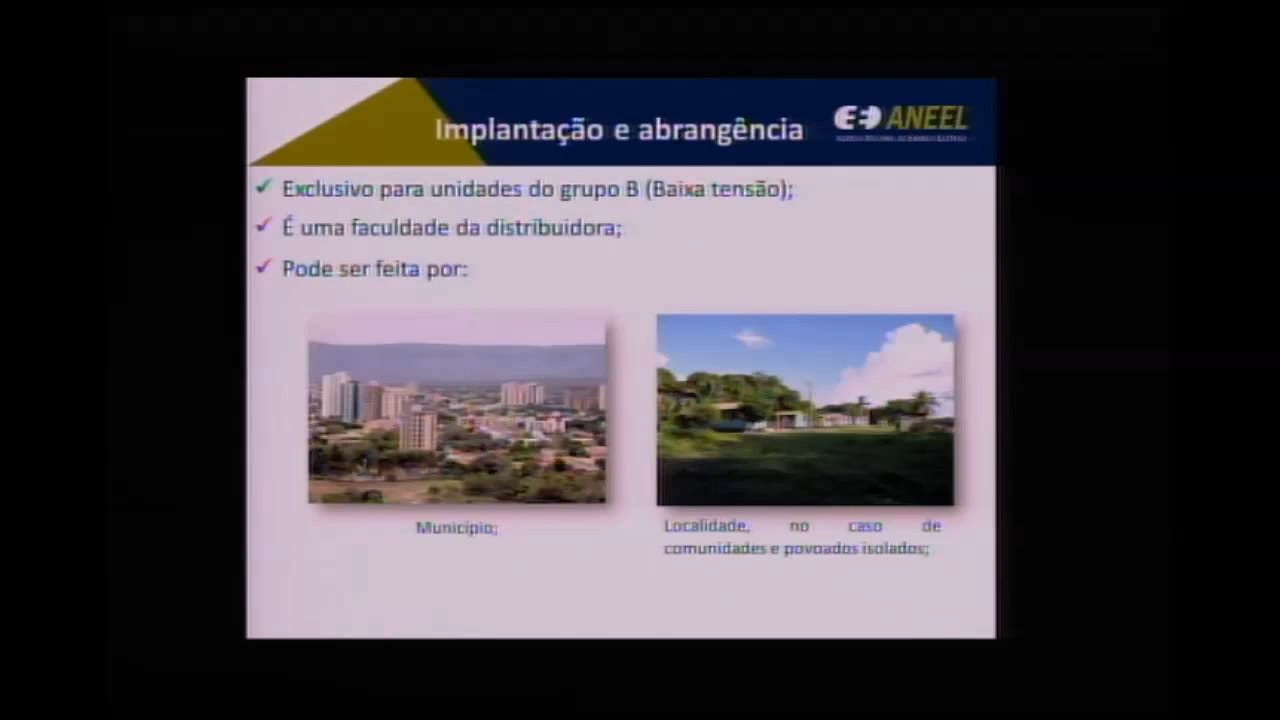 Implantação e abrangência
ANEEL
Exclusivo para unidades do grupo B (Baixa tensão);
É uma faculdade da distribuidora;
Pode ser feita por:
Município;
Localidade, no caso de
comunidades e povoados isolados;